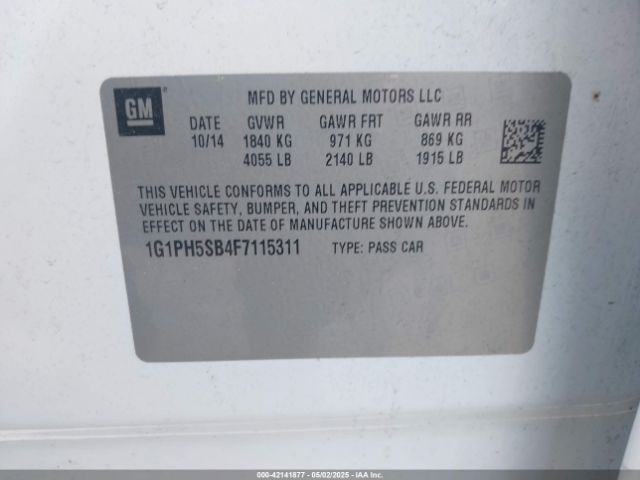 GM ®
MFD BY GENERAL MOTORS LLC
DATE GVWR GAWR FRT GAWR RR
10/14 1840 KG 971 KG 869 KG
4055 LB 2140 LB 1915 LB
THIS VEHICLE CONFORMS TO ALL APPLICABLE U.S. FEDERAL MOTOR
VEHICLE SAFETY, BUMPER, AND THEFT PREVENTION STANDARDS IN
EFFECT ON THE DATE OF MANUFACTURE SHOWN ABOVE.
1G1PH5SB4F7115311 TYPE: PASS CAR
000-42141877 - 05/02/2025 - IAA Inc.